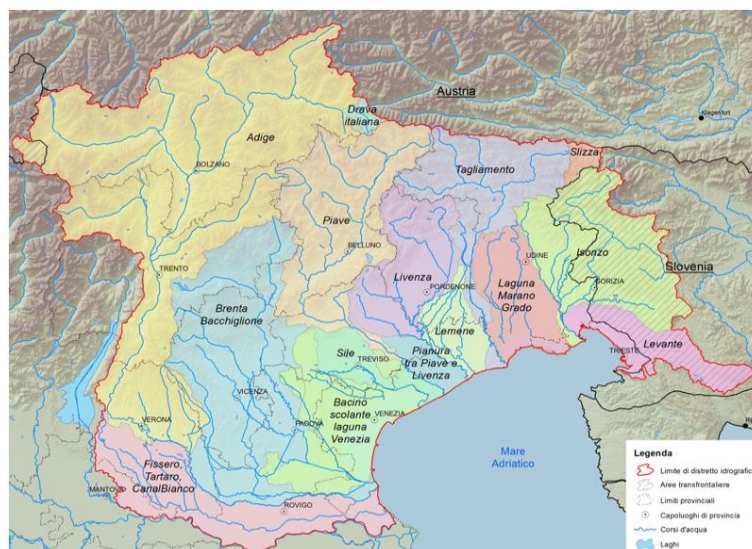 Austria
Klagenfurt
Drava
italiana
Adige
Slizza
Tagliamento
BOLZANO
Piave
BELLUNO
Isonzo
Slovenia
UDINE
TRENTO
Livenza
PORDENONE
Laguna
Marano
Grado
GORIZIA
Brenta
Bacchiglione
Lemene
Levante
TRIESTE
Sile
TREVISO
Pianura
tra Piave e
Livenza
VICENZA
Bacino
scolante
laguna
Venezia
VENEZIA
PADOVA
VERONA
Mare
Adriatico
Fissero,
Tartaro,
CanalBianco
MANTOVA
ROVIGO
Legenda
Limite di distretto idrografico
Aree transfrontaliere
Limiti provinciali
Capoluoghi di provincia
Corsi d'acqua
Laghi